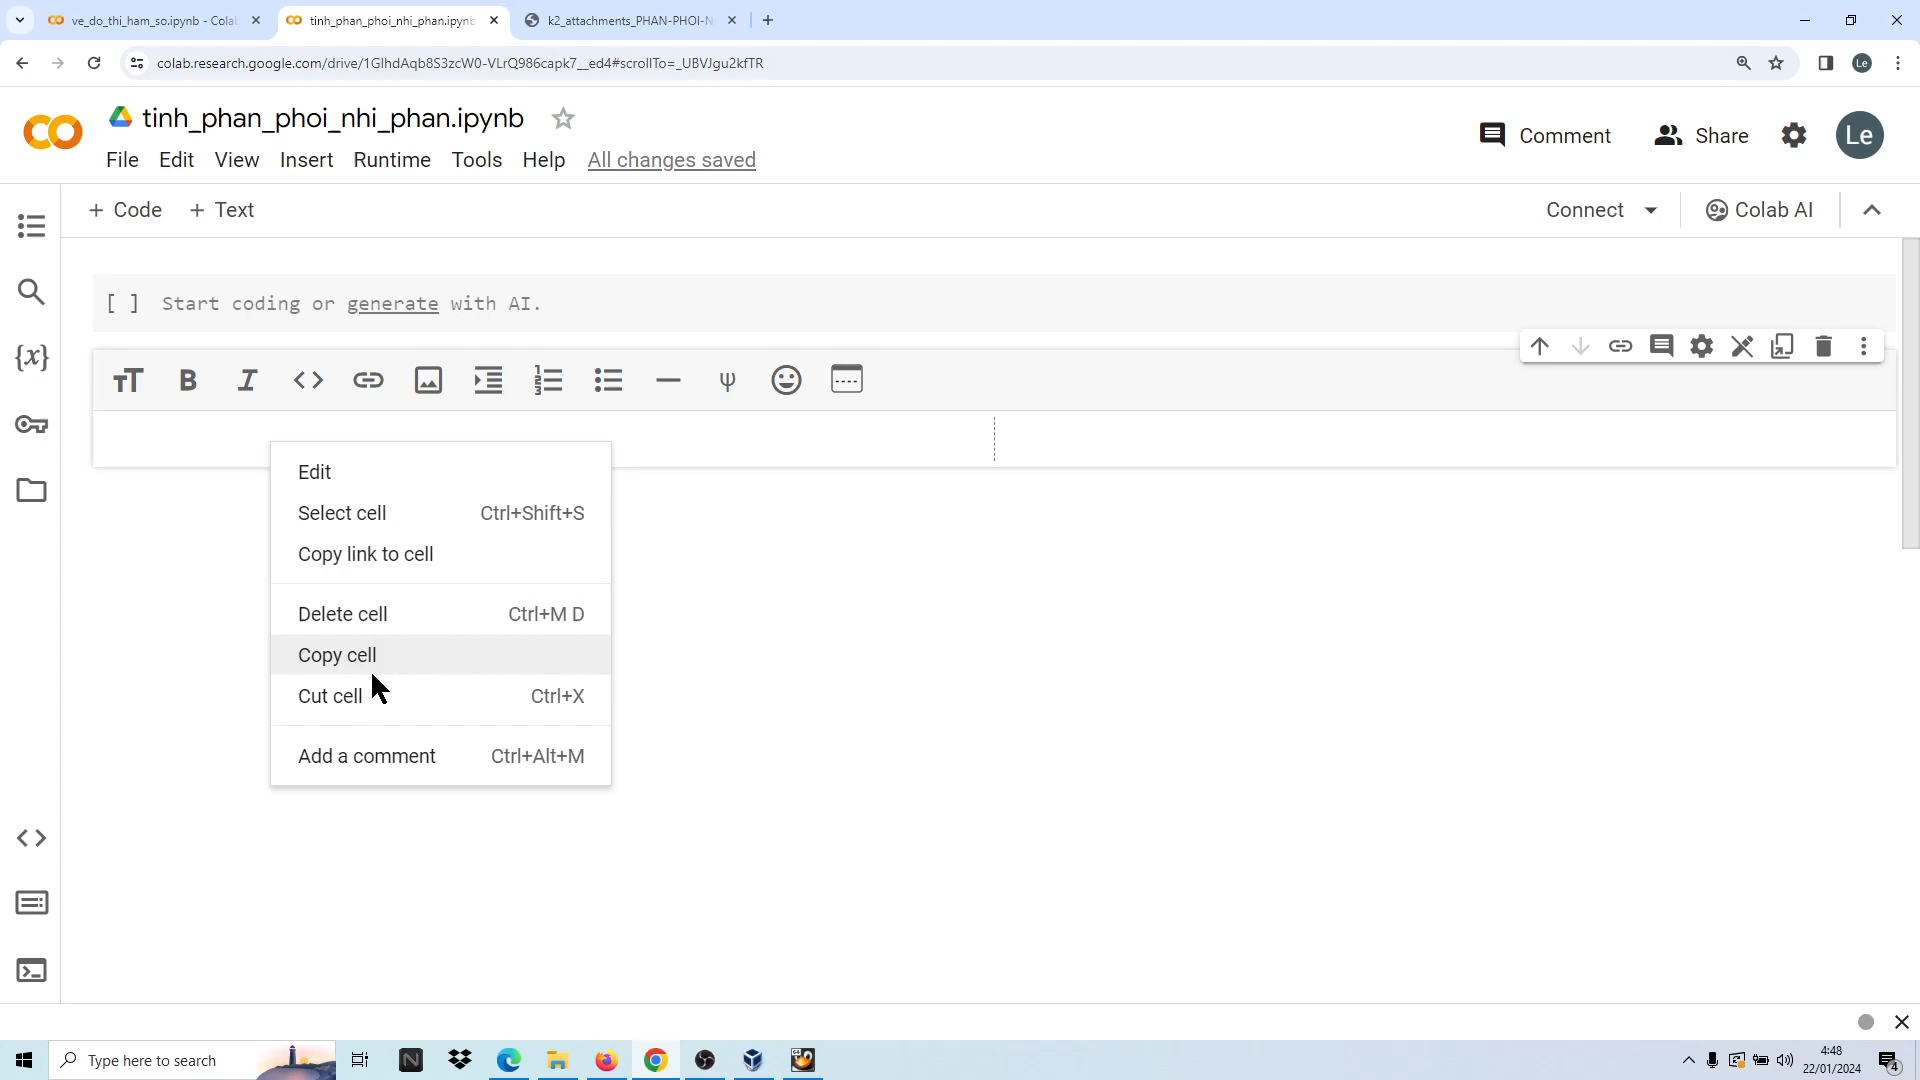 ve_do_thi_ham_so.ipynb - Cola
tinh_phan_phoi_nhi_phan.ipynb
k2_attachments_PHAN-PHOI-N
colab.research.google.com/drive/1GlhdAqb8S3zcW0-VLrQ986capk7__ed4#scrollTo=_UBVJgu2kfTR
Le
tinh_phan_phoi_nhi_phan.ipynb
File Edit View Insert Runtime Tools Help All changes saved
Comment
Share
Le
+ Code + Text
Connect
Colab AI
[ ] Start coding or generate with AI.
Edit
Select cell Ctrl+Shift+S
Copy link to cell
Delete cell Ctrl+M D
Copy cell
Cut cell Ctrl+X
Add a comment Ctrl+Alt+M
Type here to search
4:48
22/01/2024
4